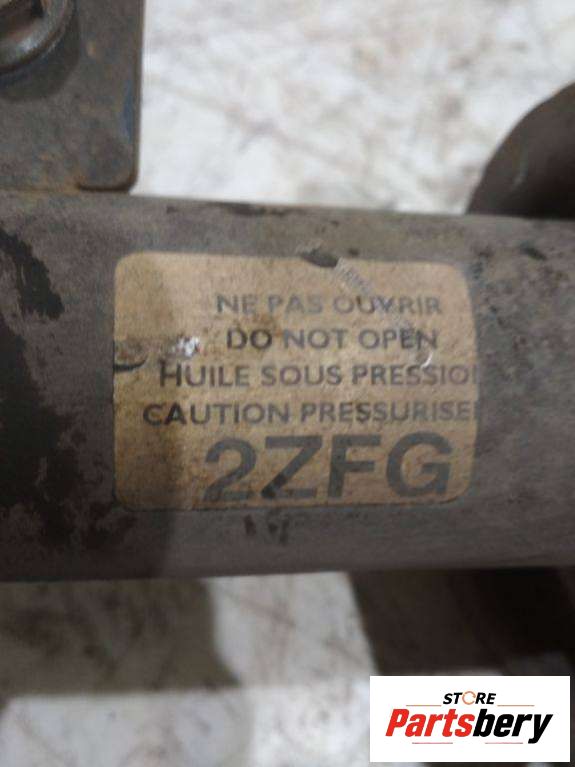 NE PAS OUVRIR
DO NOT OPEN
HUILE SOUS PRESSIO
CAUTION PRESSURISE
2ZFG
STORE
Partsbery